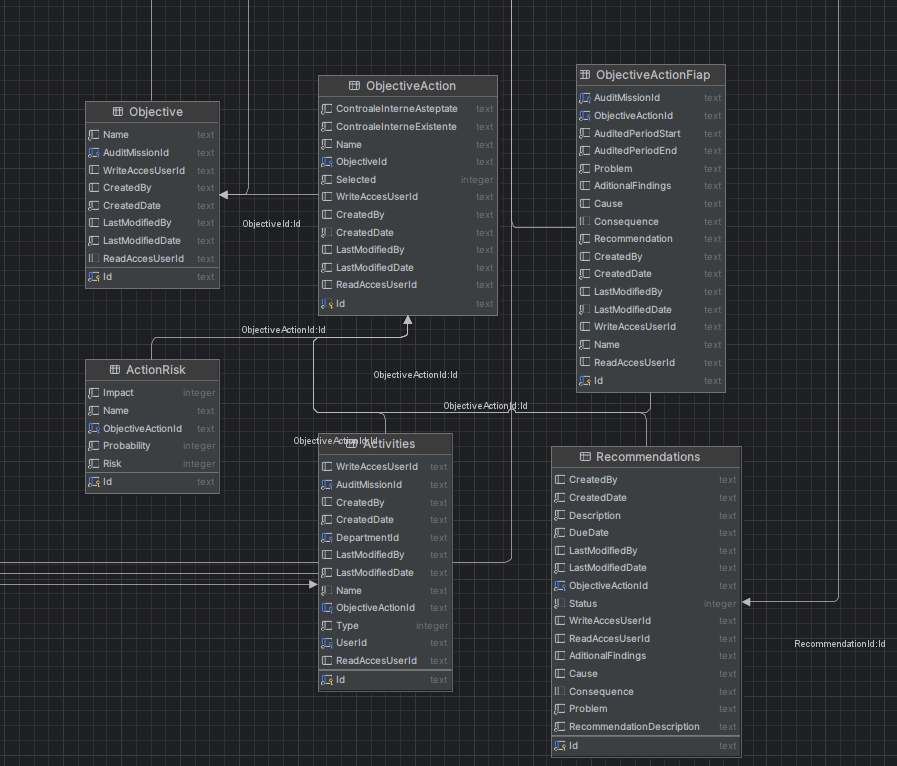 Objective
Name text
AuditMissionId text
WriteAccesUserId text
CreatedBy text
CreatedDate text
LastModifiedBy text
LastModifiedDate text
ReadAccesUserId text
Id text
ObjectiveAction
ControaleInterneAsteptate text
ControaleInterneExistente text
Name text
ObjectiveId text
Selected integer
WriteAccesUserId text
CreatedBy text
CreatedDate text
LastModifiedBy text
LastModifiedDate text
ReadAccesUserId text
Id text
ObjectiveActionFiap
AuditMissionId text
ObjectiveActionId text
AuditedPeriodStart text
AuditedPeriodEnd text
Problem text
AditionalFindings text
Cause text
Consequence text
Recommendation text
CreatedBy text
CreatedDate text
LastModifiedBy text
LastModifiedDate text
WriteAccesUserId text
Name text
ReadAccesUserId text
Id text
ObjectiveId:Id
ObjectiveActionId:Id
ObjectiveActionId:Id
ObjectiveActionId:Id
ObjectiveActionId:Id
ActionRisk
Impact integer
Name text
ObjectiveActionId text
Probability integer
Risk integer
Id text
Activities
WriteAccesUserId text
AuditMissionId text
CreatedBy text
CreatedDate text
DepartmentId text
LastModifiedBy text
LastModifiedDate text
Name text
ObjectiveActionId text
Type integer
UserId text
ReadAccesUserId text
Id text
Recommendations
CreatedBy text
CreatedDate text
Description text
DueDate text
LastModifiedBy text
LastModifiedDate text
ObjectiveActionId text
Status integer
WriteAccesUserId text
ReadAccesUserId text
AditionalFindings text
Cause text
Consequence text
Problem text
RecommendationDescription text
Id text
RecommendationId:Id